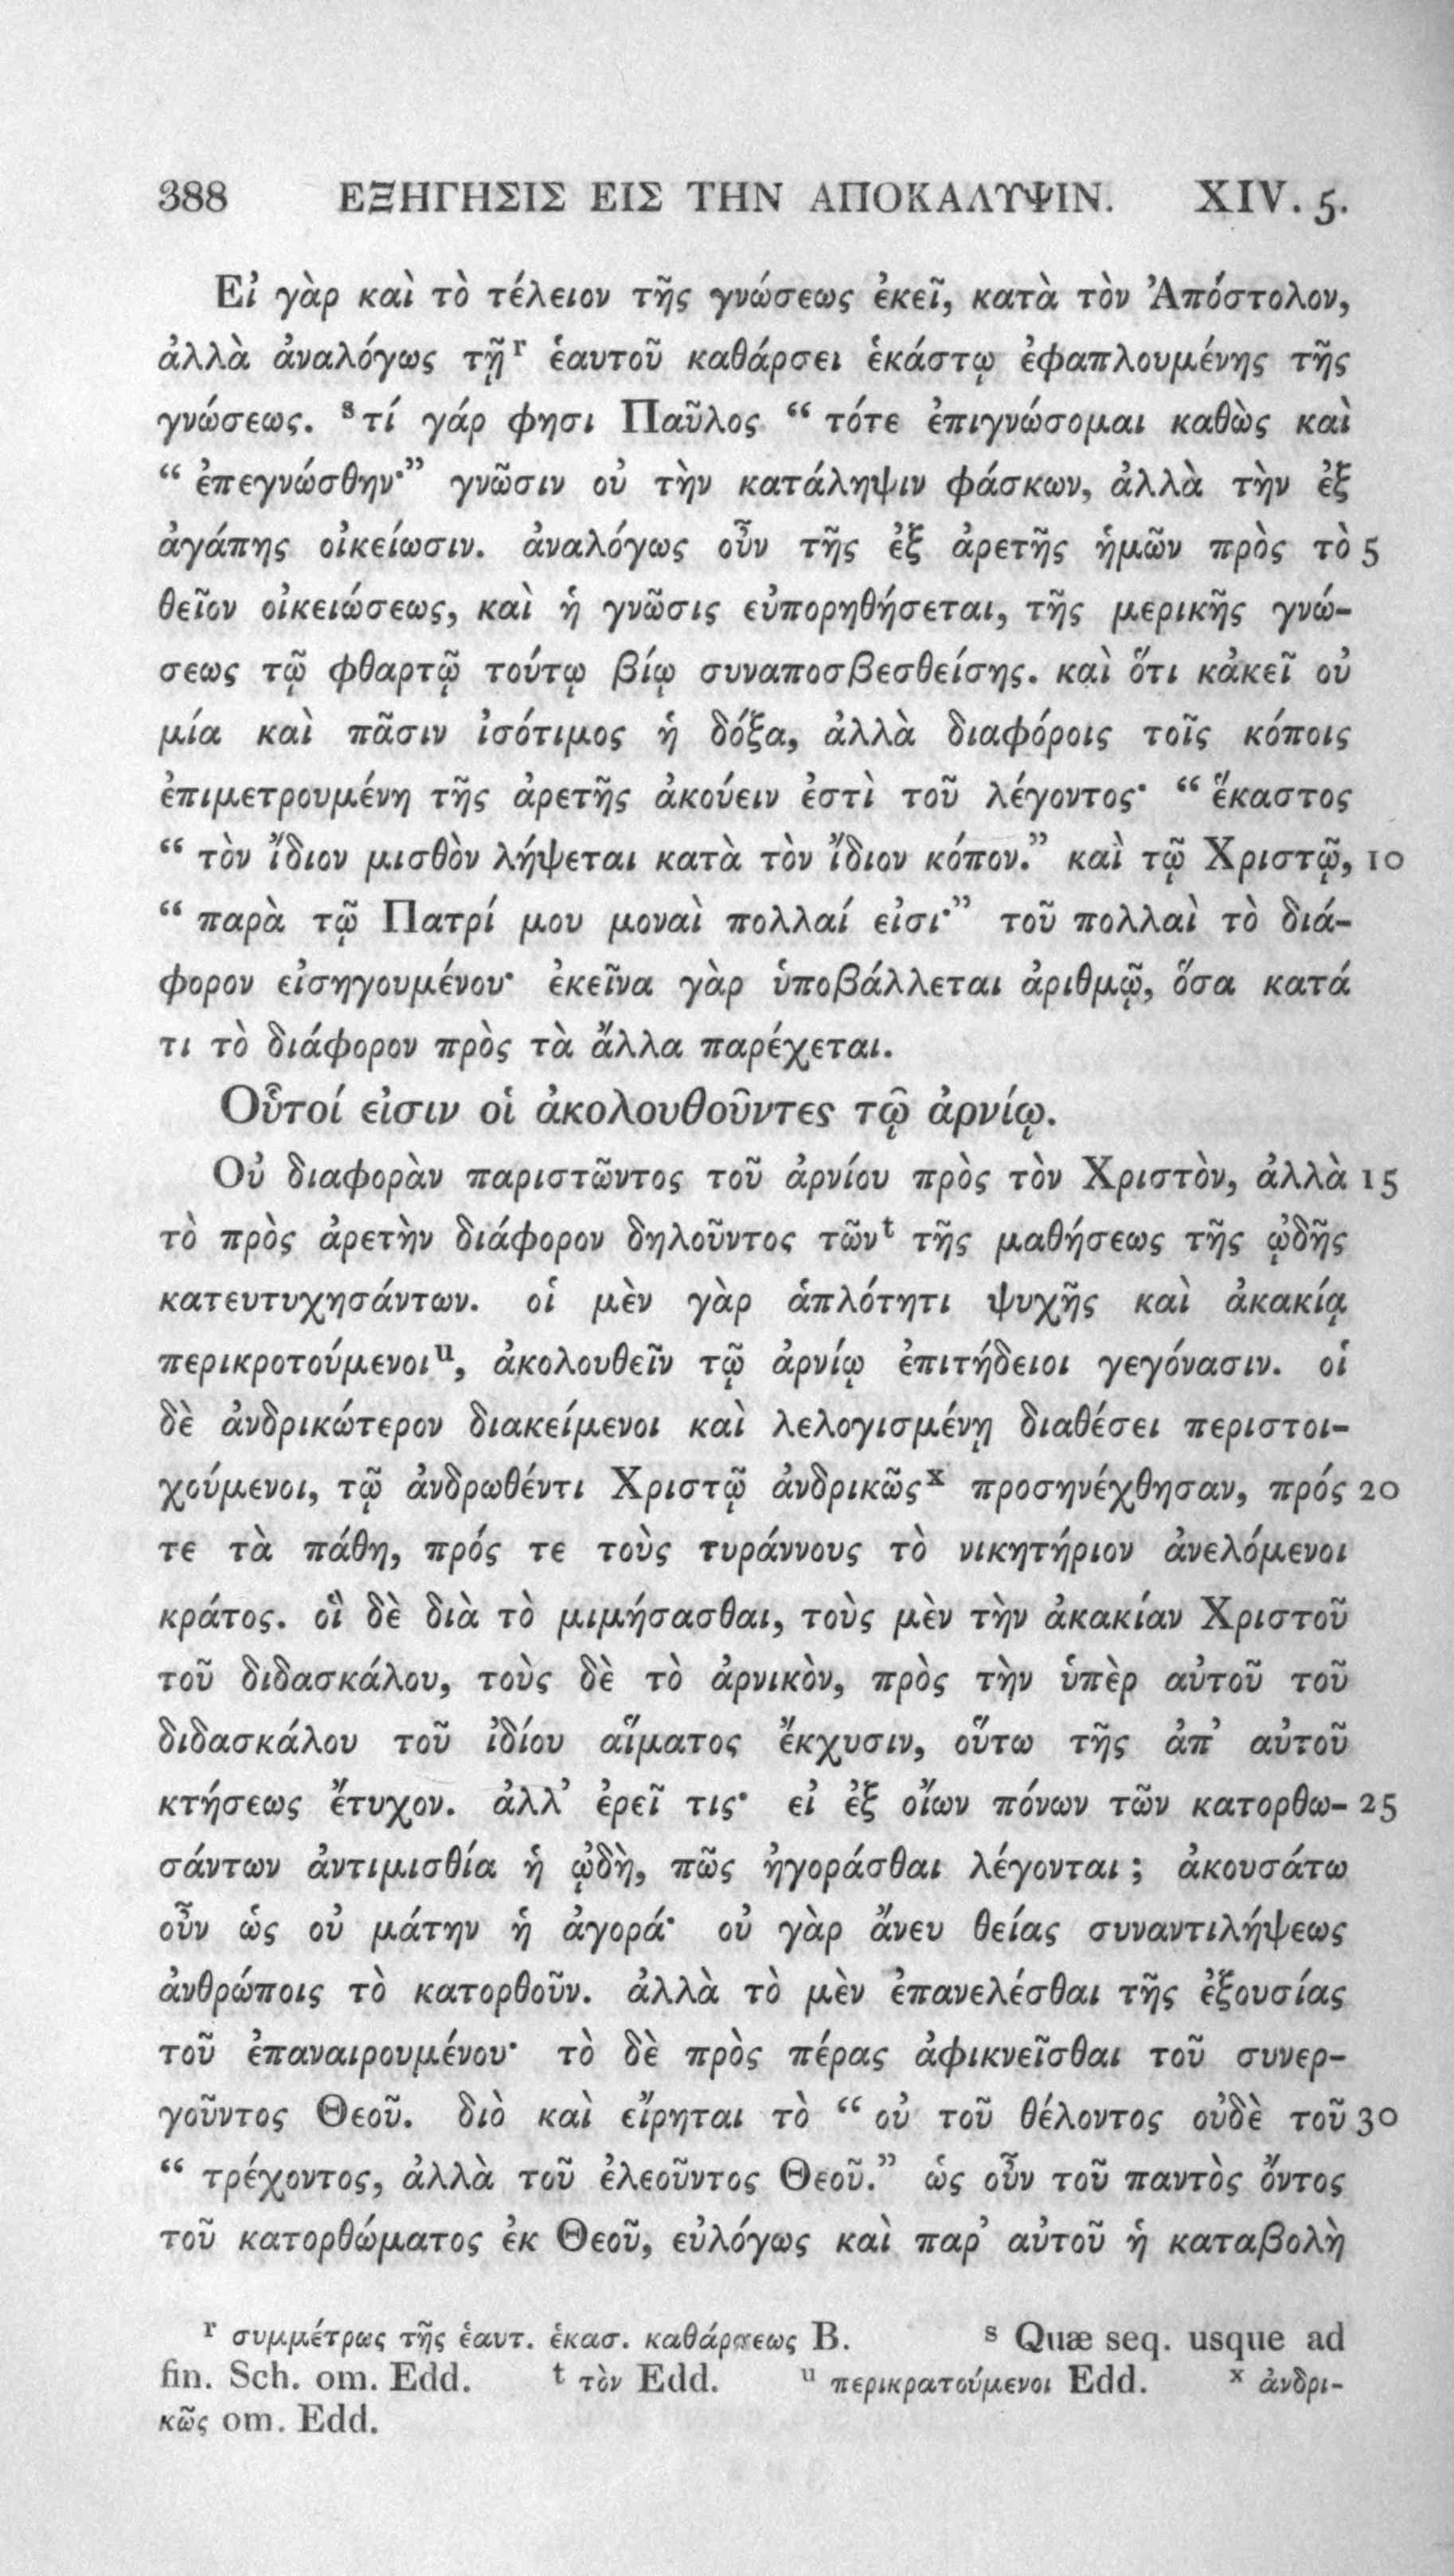 388 ΕΞΗΓΗΣΙΣ ΕΙΣ ΤΗΝ ΑΠΟΚΑΛΥΨΙΝ. XIV. 5.
Εἰ γὰρ καὶ τὸ τέλειον τῆς γνώσεως ἐκεῖ, κατὰ τὸν Ἀπόστολον,
ἀλλὰ ἀναλόγως τῇ r ἑαυτοῦ καθάρσει ἑκάστῳ ἐφαπλουμένης τῆς
γνώσεως. s τί γάρ φησι Παῦλος “ τότε ἐπιγνώσομαι καθὼς καὶ
“ ἐπεγνώσθην·” γνῶσιν οὐ τὴν κατάληψιν φάσκων, ἀλλὰ τὴν ἐξ
ἀγάπης οἰκείωσιν. ἀναλόγως οὖν τῆς ἐξ ἀρετῆς ἡμῶν πρὸς τὸ 5
θεῖον οἰκειώσεως, καὶ ἡ γνῶσις εὐπορηθήσεται, τῆς μερικῆς γνώ-
σεως τῷ φθαρτῷ τούτῳ βίῳ συναποσβεσθείσης. καὶ ὅτι κἀκεῖ οὐ
μία καὶ πᾶσιν ἰσότιμος ἡ δόξα, ἀλλὰ διαφόροις τοῖς κόποις
ἐπιμετρουμένη τῆς ἀρετῆς ἀκούειν ἐστὶ τοῦ λέγοντος· “ ἕκαστος
“ τὸν ἴδιον μισθὸν λήψεται κατὰ τὸν ἴδιον κόπον.” καὶ τῷ Χριστῷ, 10
“ παρὰ τῷ Πατρί μου μοναὶ πολλαί εἰσι·” τοῦ πολλαὶ τὸ διά-
φορον εἰσηγουμένου· ἐκεῖνα γὰρ ὑποβάλλεται ἀριθμῷ, ὅσα κατά
τι τὸ διάφορον πρὸς τὰ ἄλλα παρέχεται.
Οὗτοί εἰσιν οἱ ἀκολουθοῦντες τῷ ἀρνίῳ.
Οὐ διαφορὰν παριστῶντος τοῦ ἀρνίου πρὸς τὸν Χριστὸν, ἀλλὰ 15
τὸ πρὸς ἀρετὴν διάφορον δηλοῦντος τῶν t τῆς μαθήσεως τῆς ᾠδῆς
κατευτυχησάντων. οἱ μὲν γὰρ ἁπλότητι ψυχῆς καὶ ἀκακίᾳ
περικροτούμενοι u, ἀκολουθεῖν τῷ ἀρνίῳ ἐπιτήδειοι γεγόνασιν. οἱ
δὲ ἀνδρικώτερον διακείμενοι καὶ λελογισμένῃ διαθέσει περιστοι-
χούμενοι, τῷ ἀνδρωθέντι Χριστῷ ἀνδρικῶς x προσηνέχθησαν, πρός 20
τε τὰ πάθη, πρός τε τοὺς τυράννους τὸ νικητήριον ἀνελόμενοι
κράτος. οἳ δὲ διὰ τὸ μιμήσασθαι, τοὺς μὲν τὴν ἀκακίαν Χριστοῦ
τοῦ διδασκάλου, τοὺς δὲ τὸ ἀρνικὸν, πρὸς τὴν ὑπὲρ αὐτοῦ τοῦ
διδασκάλου τοῦ ἰδίου αἵματος ἔκχυσιν, οὕτω τῆς ἀπ’ αὐτοῦ
κτήσεως ἔτυχον. ἀλλ’ ἐρεῖ τις· εἰ ἐξ οἵων πόνων τῶν κατορθω- 25
σάντων ἀντιμισθία ἡ ᾠδὴ, πῶς ἠγοράσθαι λέγονται ; ἀκουσάτω
οὖν ὡς οὐ μάτην ἡ ἀγορά· οὐ γὰρ ἄνευ θείας συναντιλήψεως
ἀνθρώποις τὸ κατορθοῦν. ἀλλὰ τὸ μὲν ἐπανελέσθαι τῆς ἐξουσίας
τοῦ ἐπαναιρουμένου· τὸ δὲ πρὸς πέρας ἀφικνεῖσθαι τοῦ συνερ-
γοῦντος Θεοῦ. διὸ καὶ εἴρηται τὸ “ οὐ τοῦ θέλοντος οὐδὲ τοῦ 30
“ τρέχοντος, ἀλλὰ τοῦ ἐλεοῦντος Θεοῦ.” ὡς οὖν τοῦ παντὸς ὄντος
τοῦ κατορθώματος ἐκ Θεοῦ, εὐλόγως καὶ παρ’ αὐτοῦ ἡ καταβολὴ
r συμμέτρως τῆς ἑαυτ. ἑκασ. καθάρσεως B. s Quæ seq. usque ad
fin. Sch. om. Edd. t τὸν Edd. u περικρατούμενοι Edd. x ἀνδρι-
κῶς om. Edd.